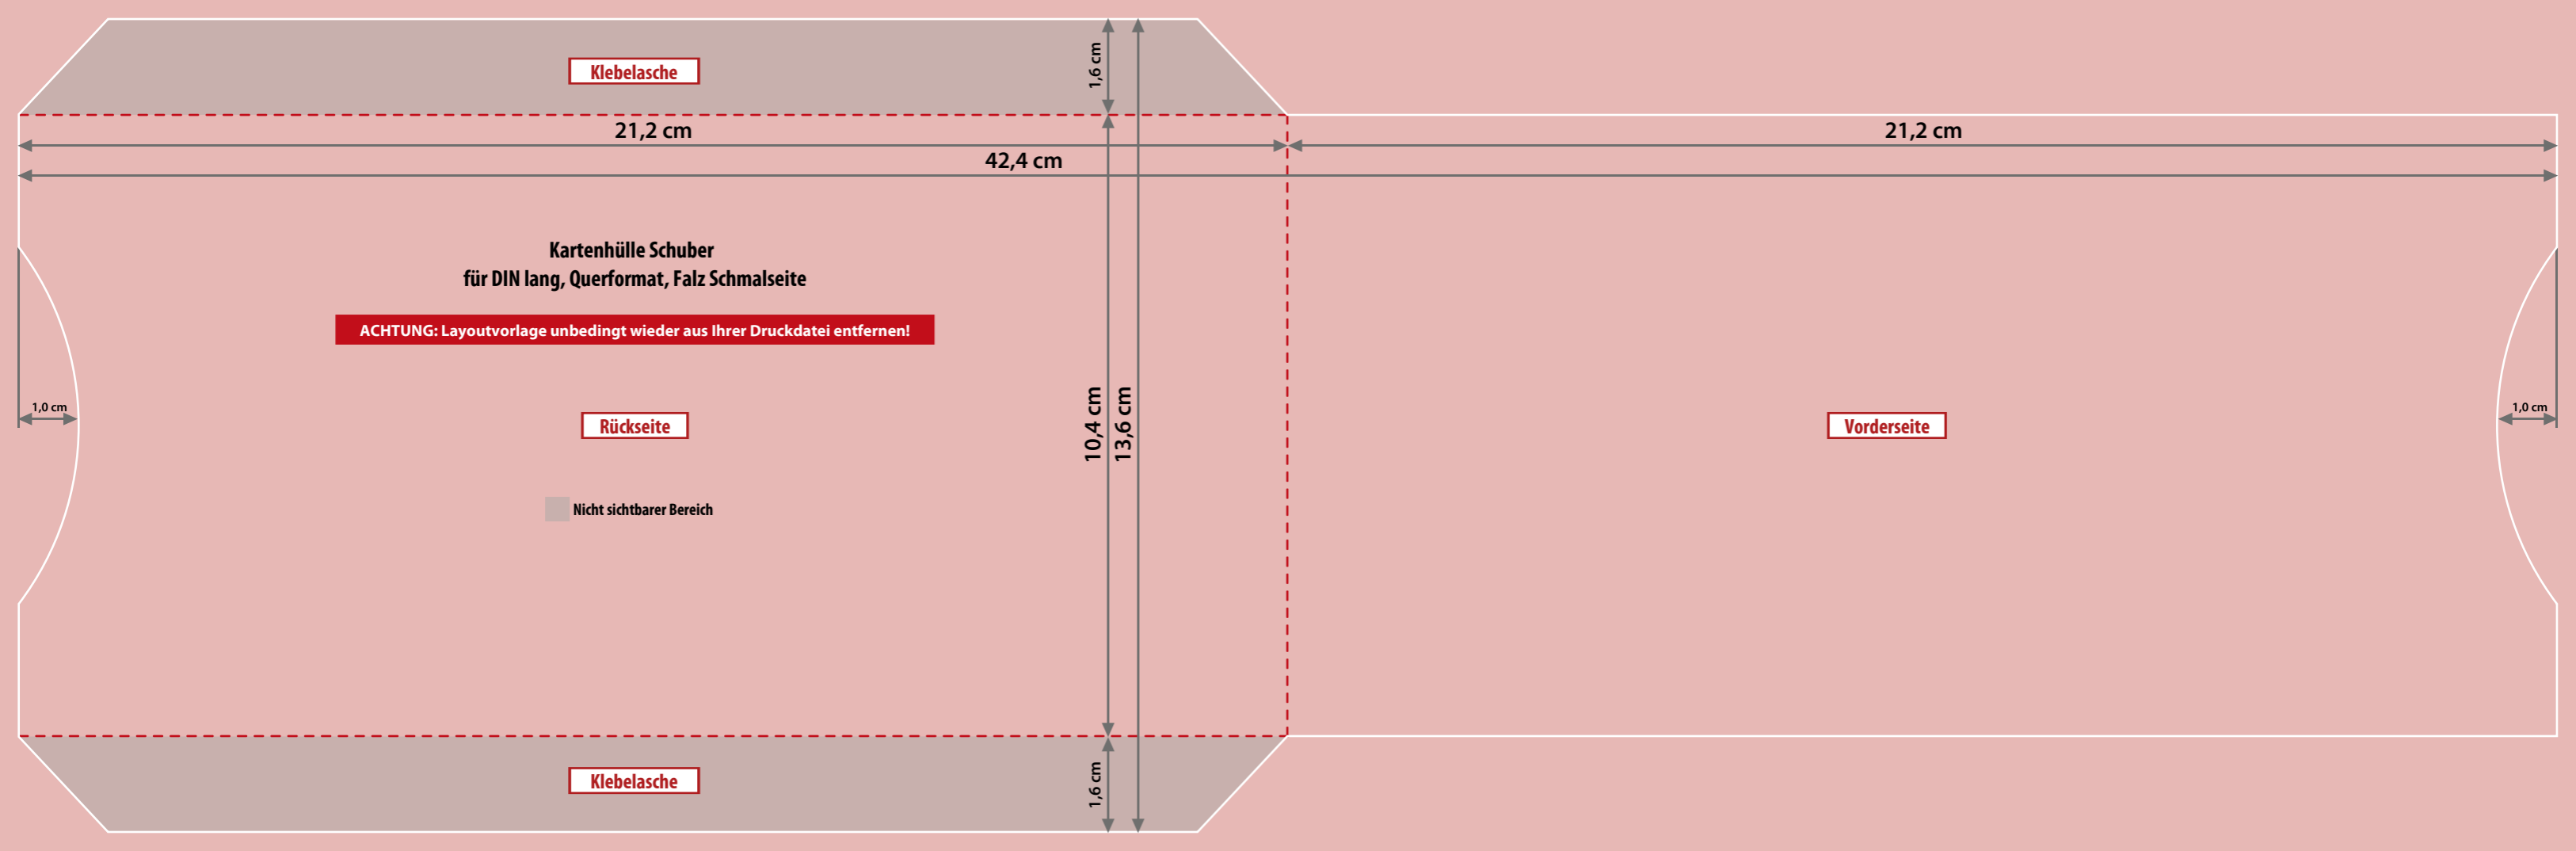 Klebelasche
1,6 cm
21,2 cm
21,2 cm
42,4 cm
Kartenhülle Schuber
für DIN lang, Querformat, Falz Schmalseite
ACHTUNG: Layoutvorlage unbedingt wieder aus Ihrer Druckdatei entfernen!
1,0 cm
Rückseite
10,4 cm
13,6 cm
Vorderseite
1,0 cm
Nicht sichtbarer Bereich
Klebelasche
1,6 cm